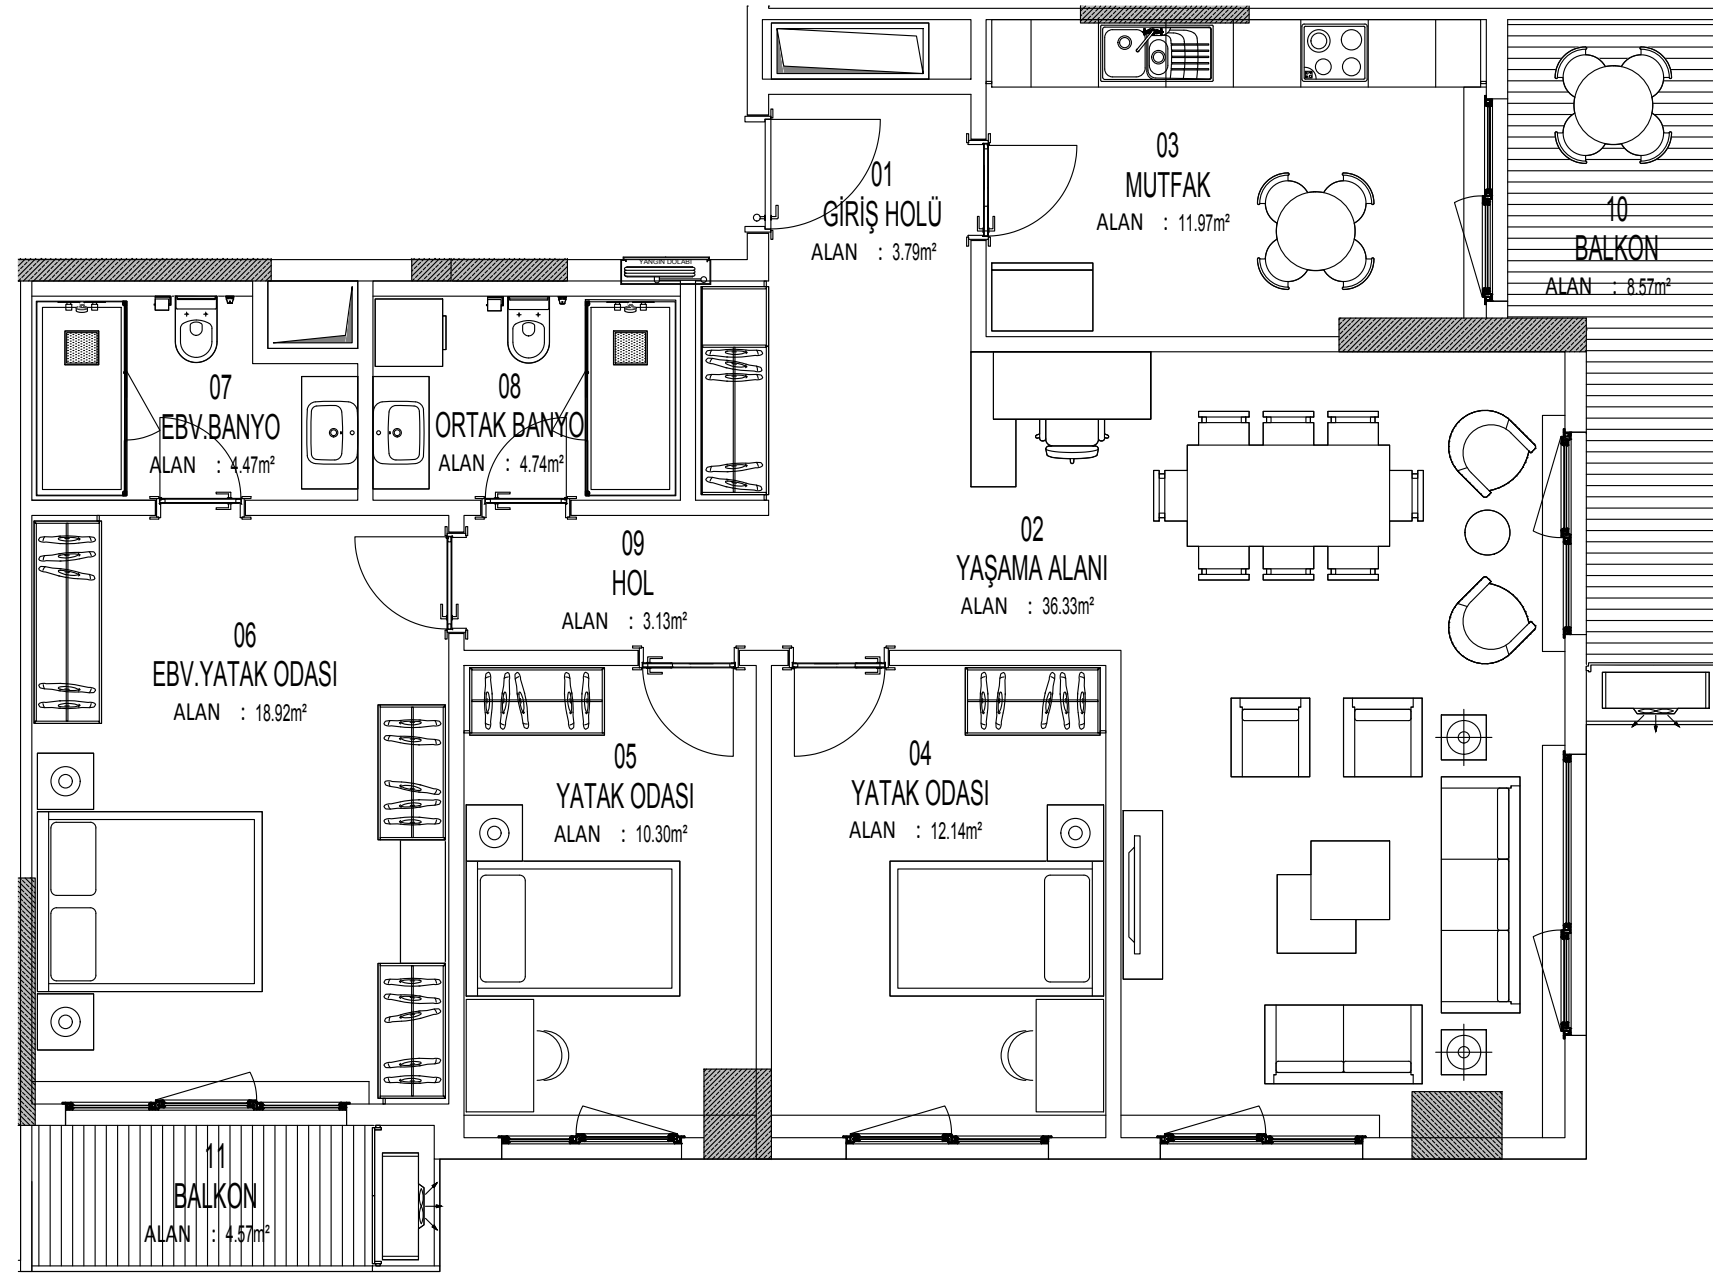 01
GİRİŞ HOLÜ
ALAN : 3.79m²
03
MUTFAK
ALAN : 11.97m²
10
BALKON
ALAN : 8.57m²
YANGIN DOLABI
07
EBV.BANYO
ALAN : 4.47m²
08
ORTAK BANYO
ALAN : 4.74m²
09
HOL
ALAN : 3.13m²
02
YAŞAMA ALANI
ALAN : 36.33m²
06
EBV.YATAK ODASI
ALAN : 18.92m²
05
YATAK ODASI
ALAN : 10.30m²
04
YATAK ODASI
ALAN : 12.14m²
11
BALKON
ALAN : 4.57m²